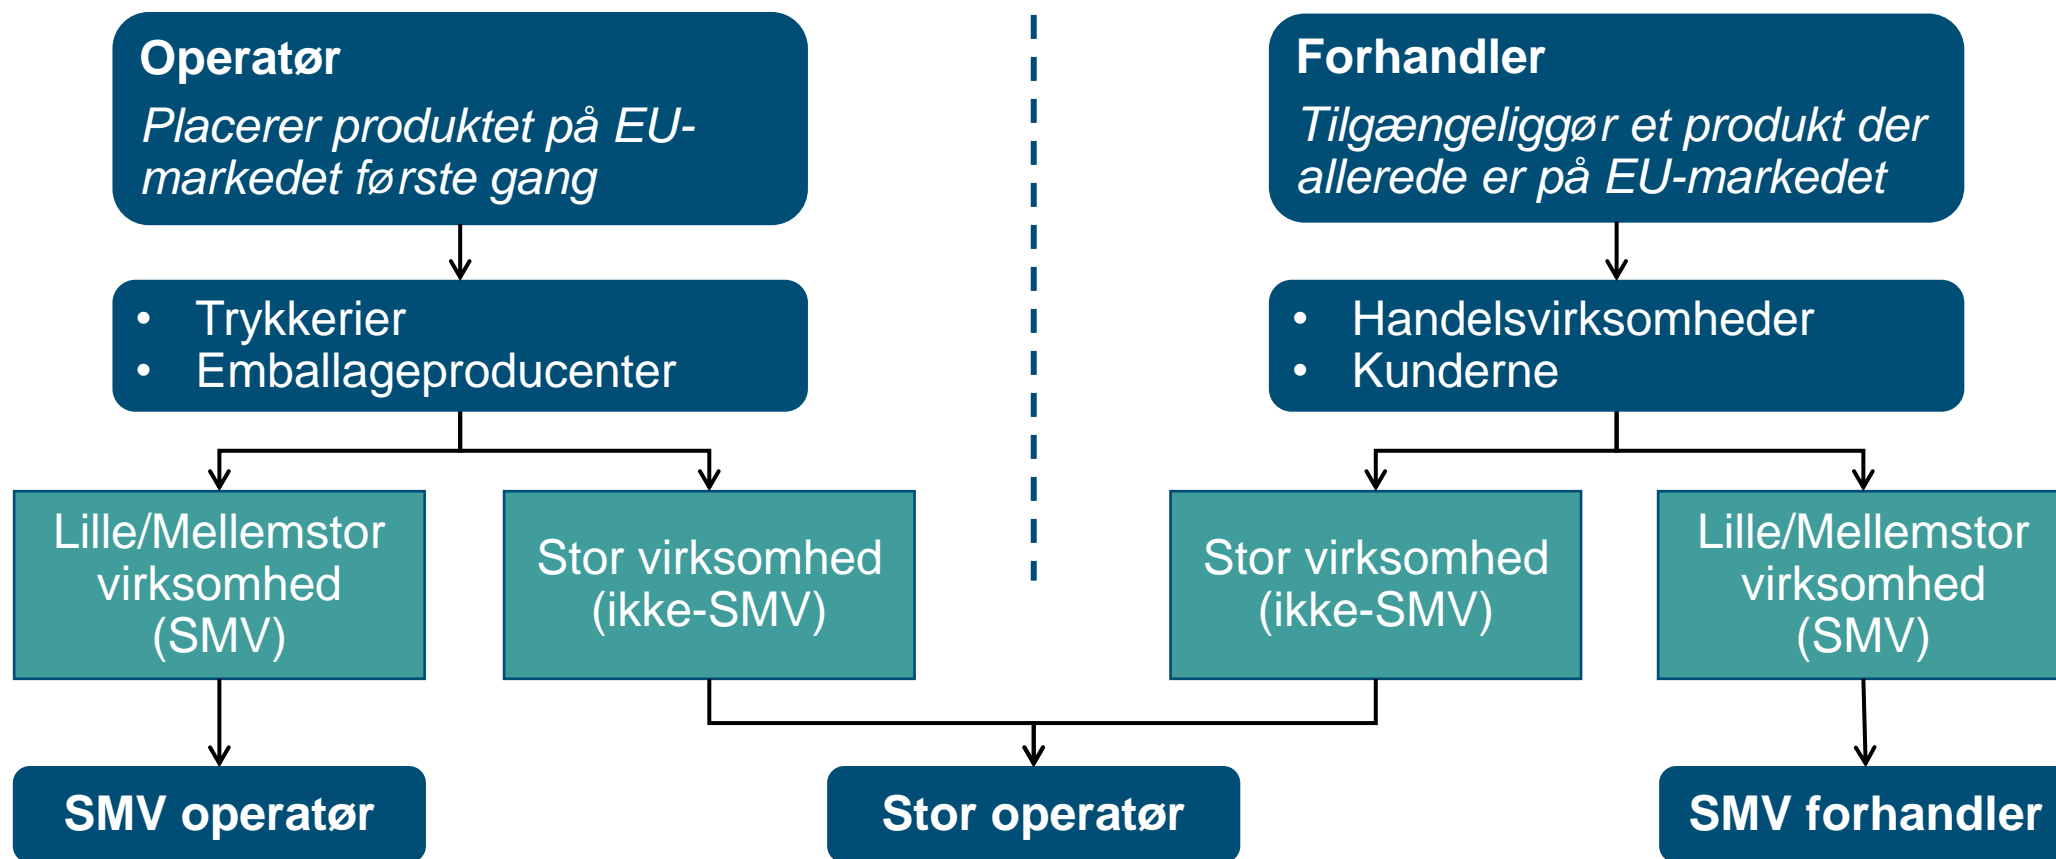 Operatør
Placerer produktet på EU-
markedet første gang
Forhandler
Tilgængeliggør et produkt der
allerede er på EU-markedet
• Trykkerier
• Emballageproducenter
• Handelsvirksomheder
• Kunderne
Lille/Mellemstor
virksomhed
(SMV)
Stor virksomhed
(ikke-SMV)
Stor virksomhed
(ikke-SMV)
Lille/Mellemstor
virksomhed
(SMV)
SMV operatør
Stor operatør
SMV forhandler